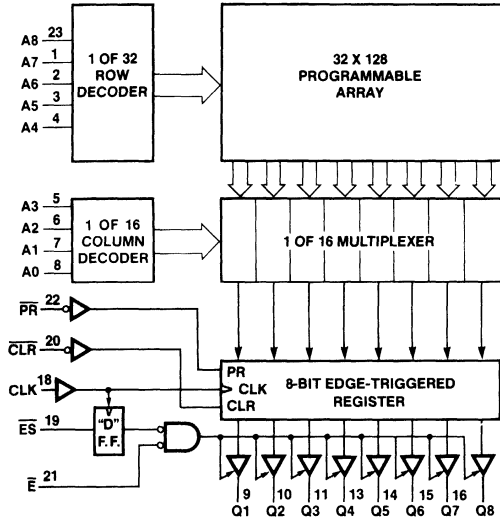 A8 23
A7 1
A6 2
A5 3
A4 4
1 OF 32
ROW
DECODER
32 X 128
PROGRAMMABLE
ARRAY
A3 5
A2 6
A1 7
A0 8
1 OF 16
COLUMN
DECODER
1 OF 16 MULTIPLEXER
PR 22
CLR 20
CLK 18
ES 19
E 21
"D"
F.F.
PR
CLK
CLR
8-BIT EDGE-TRIGGERED
REGISTER
9 10 11 13 14 15 16
Q1 Q2 Q3 Q4 Q5 Q6 Q7 Q8